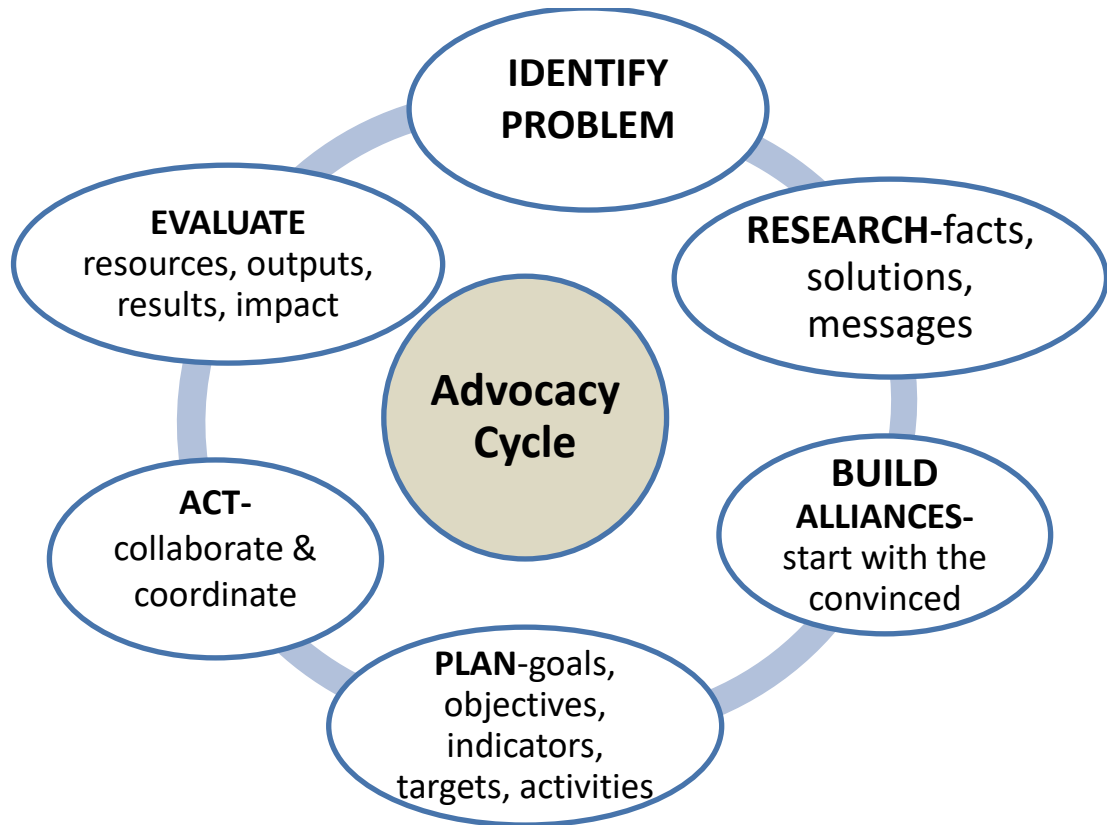 IDENTIFY
PROBLEM
RESEARCH-facts,
solutions,
messages
BUILD
ALLIANCES-
start with the
convinced
PLAN-goals,
objectives,
indicators,
targets, activities
ACT-
collaborate &
coordinate
EVALUATE
resources, outputs,
results, impact
Advocacy
Cycle